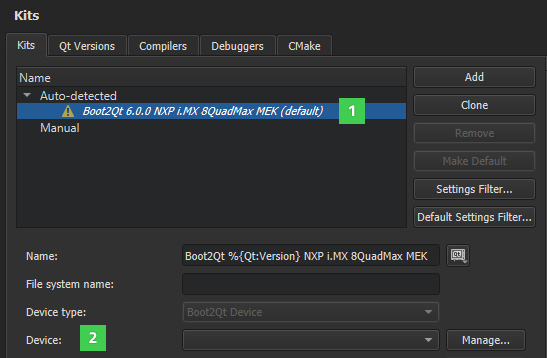 Kits
Kits Qt Versions Compilers Debuggers CMake
Name
Auto-detected
Boot2Qt 6.0.0 NXP i.MX 8QuadMax MEK (default) 1
Manual
Add
Clone
Remove
Make Default
Settings Filter...
Default Settings Filter...
Name: Boot2Qt %{Qt:Version} NXP i.MX 8QuadMax MEK
File system name:
Device type: Boot2Qt Device
Device: 2 Manage...